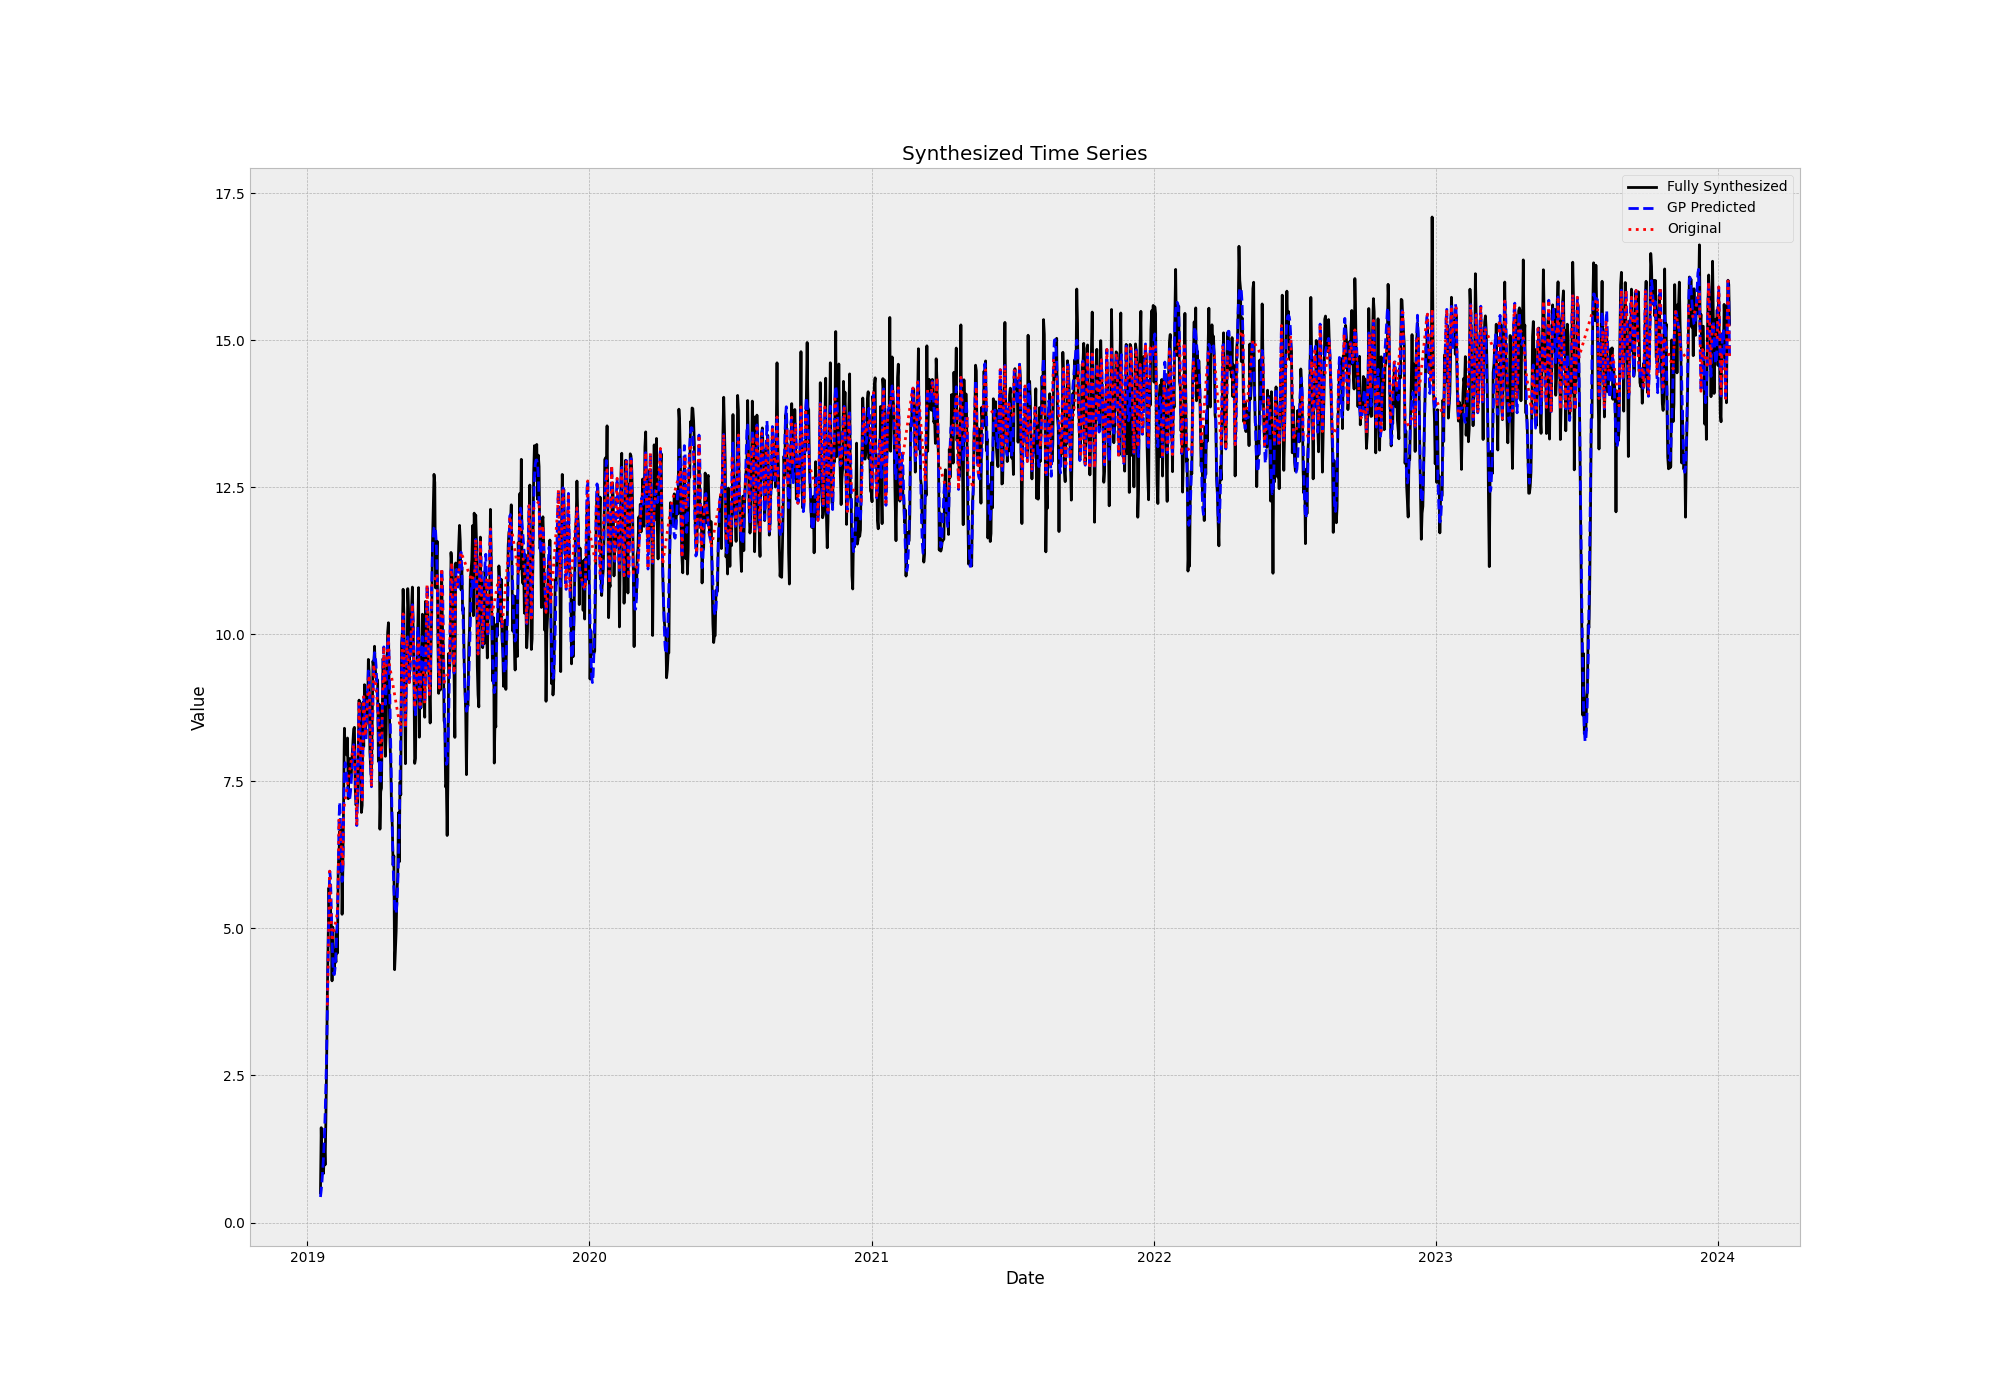 Synthesized Time Series
Fully Synthesized
GP Predicted
Original
17.5
15.0
12.5
10.0
7.5
5.0
2.5
0.0
Value
2019 2020 2021 2022 2023 2024
Date